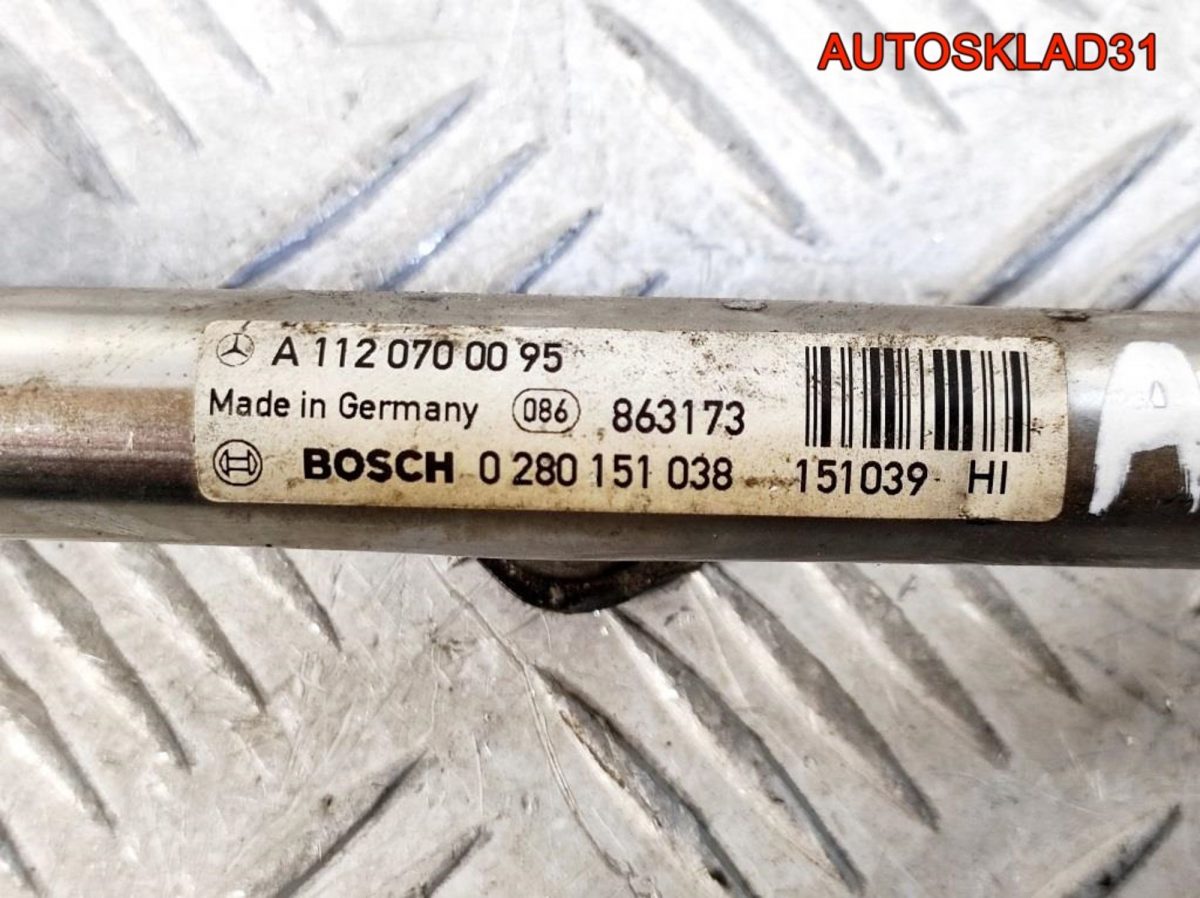 AUTOSKLAD31
A 112 070 00 95
Made in Germany 086 863173
BOSCH 0 280 151 038 151039 HI
A